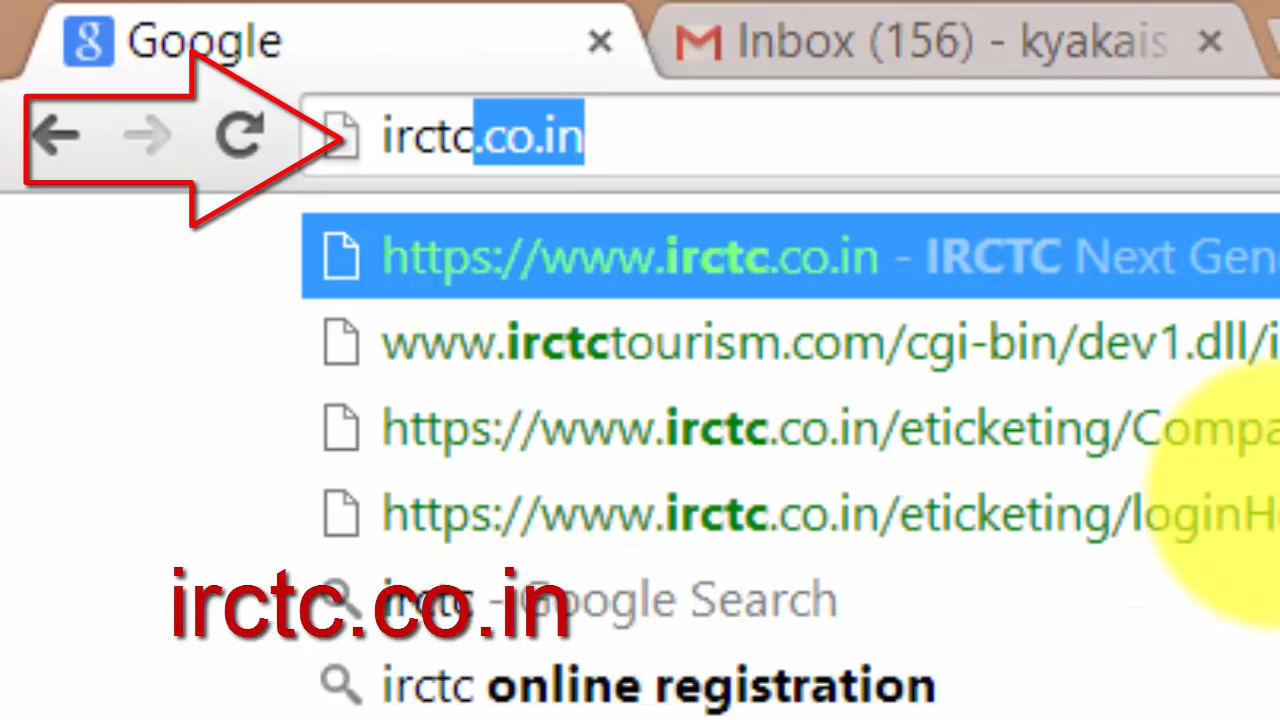 Google
Inbox (156) - kyakais
irctc.co.in
https://www.irctc.co.in - IRCTC Next Gen
www.irctctourism.com/cgi-bin/dev1.dll/i
https://www.irctc.co.in/eticketing/Compa
https://www.irctc.co.in/eticketing/loginH
irctc - Google Search
irctc.co.in
irctc online registration